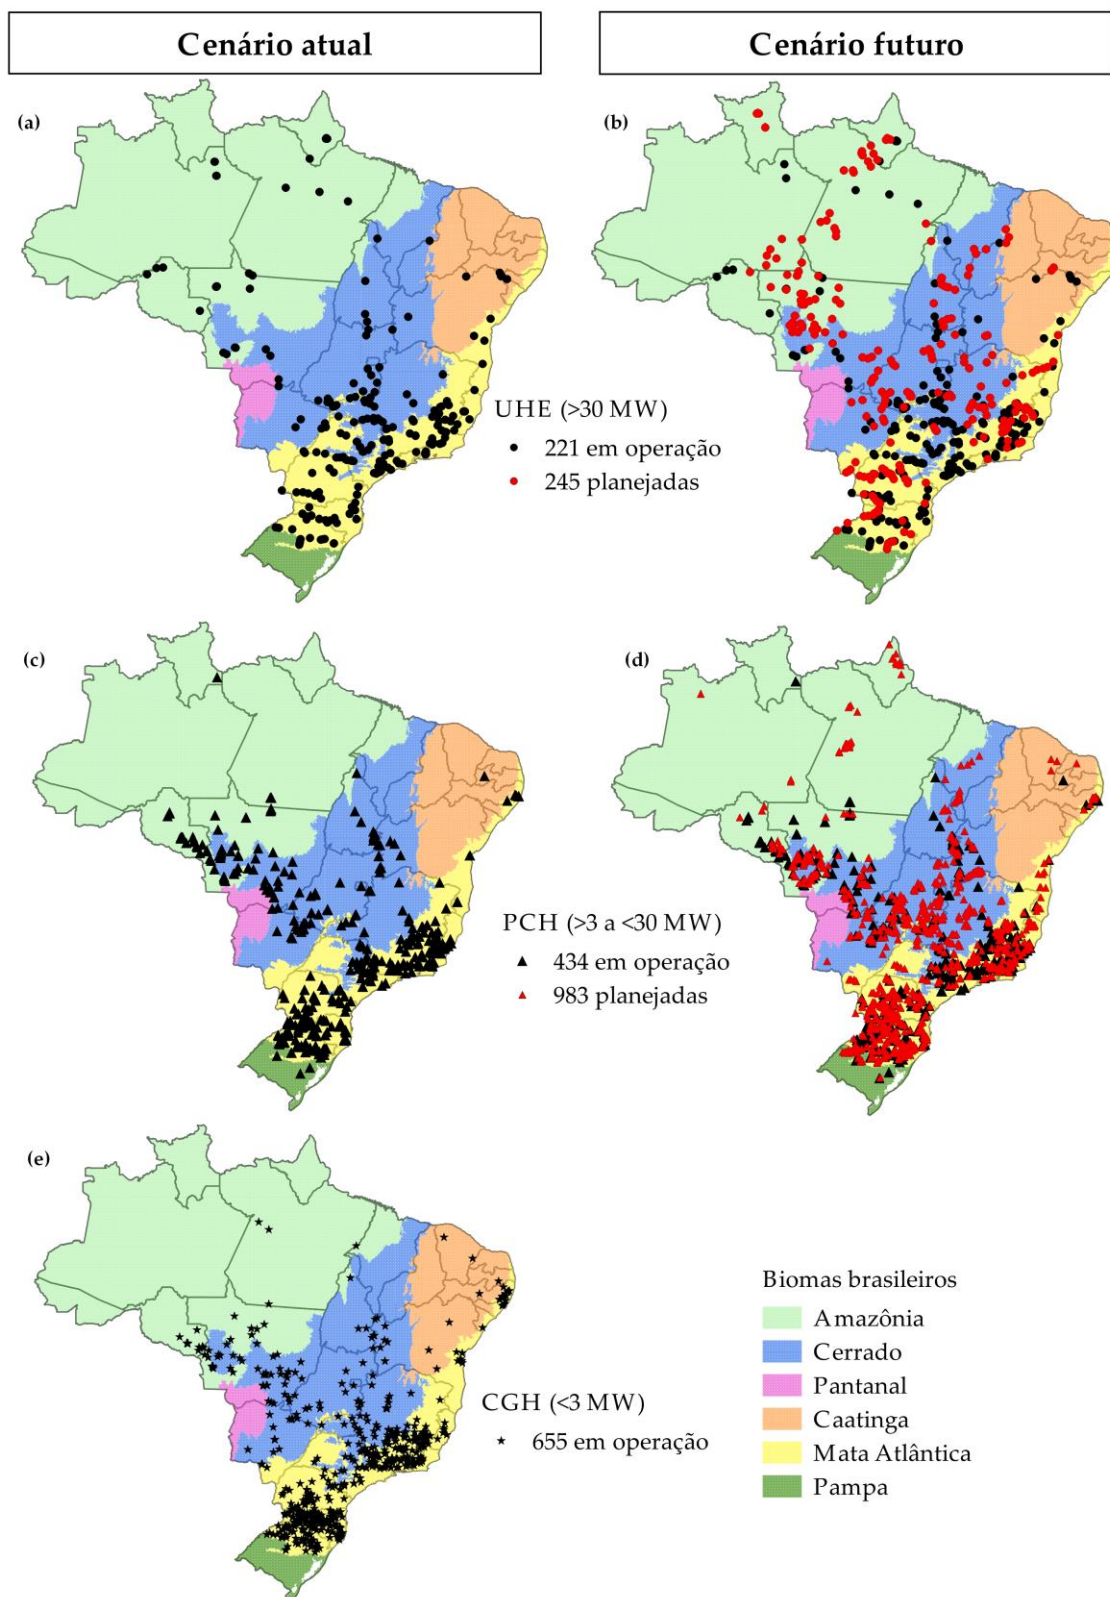 Cenário atual
Cenário futuro
(a)
(b)
UHE (>30 MW)
221 em operação
245 planejadas
(c)
(d)
PCH (>3 a <30 MW)
434 em operação
983 planejadas
(e)
CGH (<3 MW)
655 em operação
Biomas brasileiros
Amazônia
Cerrado
Pantanal
Caatinga
Mata Atlântica
Pampa